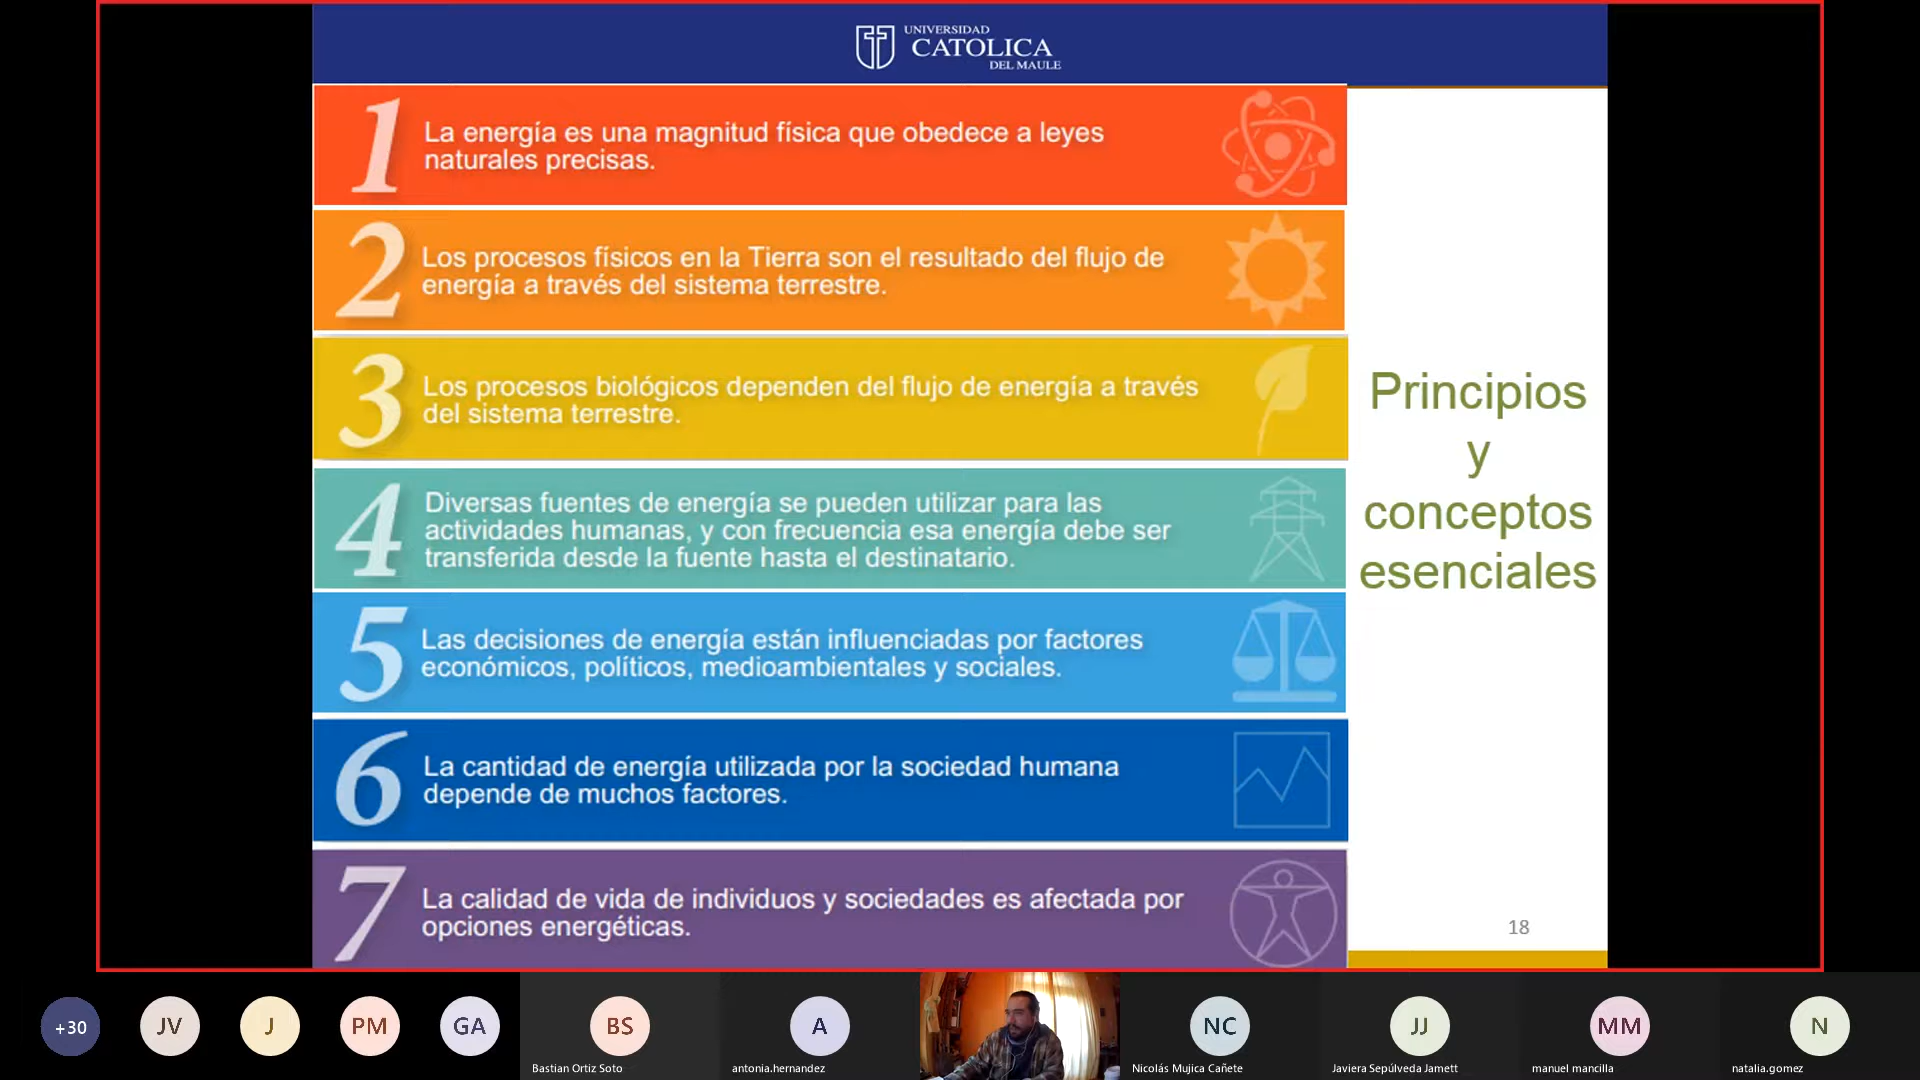 UNIVERSIDAD
CATOLICA
DEL MAULE
1
La energía es una magnitud física que obedece a leyes
naturales precisas.
2
Los procesos físicos en la Tierra son el resultado del flujo de
energía a través del sistema terrestre.
3
Los procesos biológicos dependen del flujo de energía a través
del sistema terrestre.
4
Diversas fuentes de energía se pueden utilizar para las
actividades humanas, y con frecuencia esa energía debe ser
transferida desde la fuente hasta el destinatario.
5
Las decisiones de energía están influenciadas por factores
económicos, políticos, medioambientales y sociales.
6
La cantidad de energía utilizada por la sociedad humana
depende de muchos factores.
7
La calidad de vida de individuos y sociedades es afectada por
opciones energéticas.
Principios
y
conceptos
esenciales
18
+30
JV
J
PM
GA
BS
Bastian Ortiz Soto
A
antonia.hernandez
NC
Nicolás Mujica Cañete
JJ
Javiera Sepúlveda Jamett
MM
manuel mancilla
N
natalia.gomez